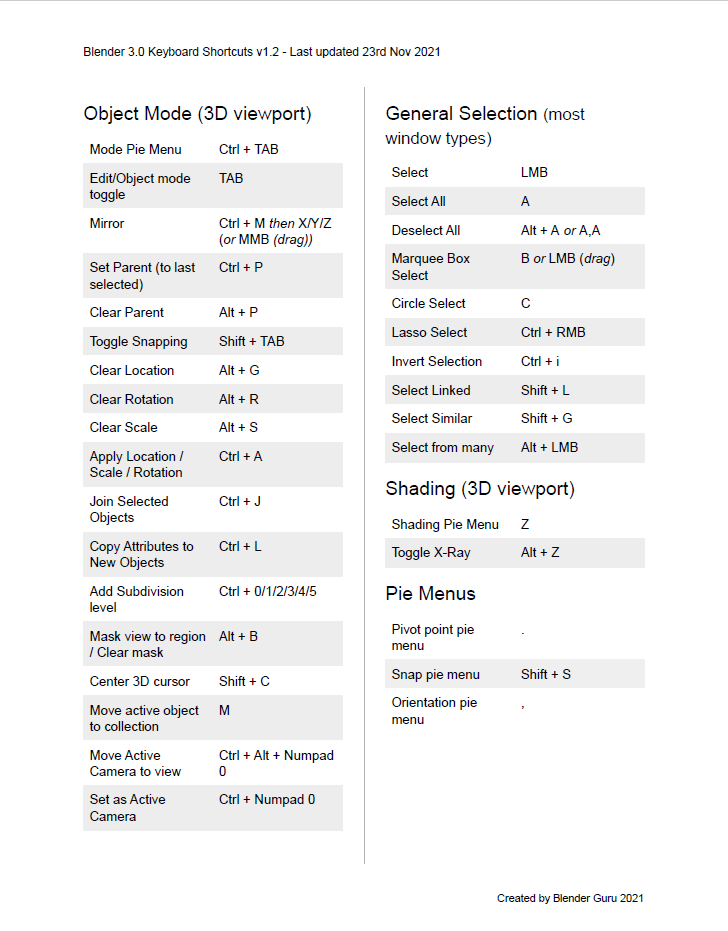 Blender 3.0 Keyboard Shortcuts v1.2 - Last updated 23rd Nov 2021
Object Mode (3D viewport)
Mode Pie Menu Ctrl + TAB
Edit/Object mode TAB
toggle
Mirror Ctrl + M then X/Y/Z
(or MMB (drag))
Set Parent (to last Ctrl + P
selected)
Clear Parent Alt + P
Toggle Snapping Shift + TAB
Clear Location Alt + G
Clear Rotation Alt + R
Clear Scale Alt + S
Apply Location / Ctrl + A
Scale / Rotation
Join Selected Ctrl + J
Objects
Copy Attributes to Ctrl + L
New Objects
Add Subdivision Ctrl + 0/1/2/3/4/5
level
Mask view to region Alt + B
/ Clear mask
Center 3D cursor Shift + C
Move active object M
to collection
Move Active Ctrl + Alt + Numpad
Camera to view 0
Set as Active Ctrl + Numpad 0
Camera
General Selection (most
window types)
Select LMB
Select All A
Deselect All Alt + A or A,A
Marquee Box B or LMB (drag)
Select
Circle Select C
Lasso Select Ctrl + RMB
Invert Selection Ctrl + i
Select Linked Shift + L
Select Similar Shift + G
Select from many Alt + LMB
Shading (3D viewport)
Shading Pie Menu Z
Toggle X-Ray Alt + Z
Pie Menus
Pivot point pie .
menu
Snap pie menu Shift + S
Orientation pie ,
menu
Created by Blender Guru 2021